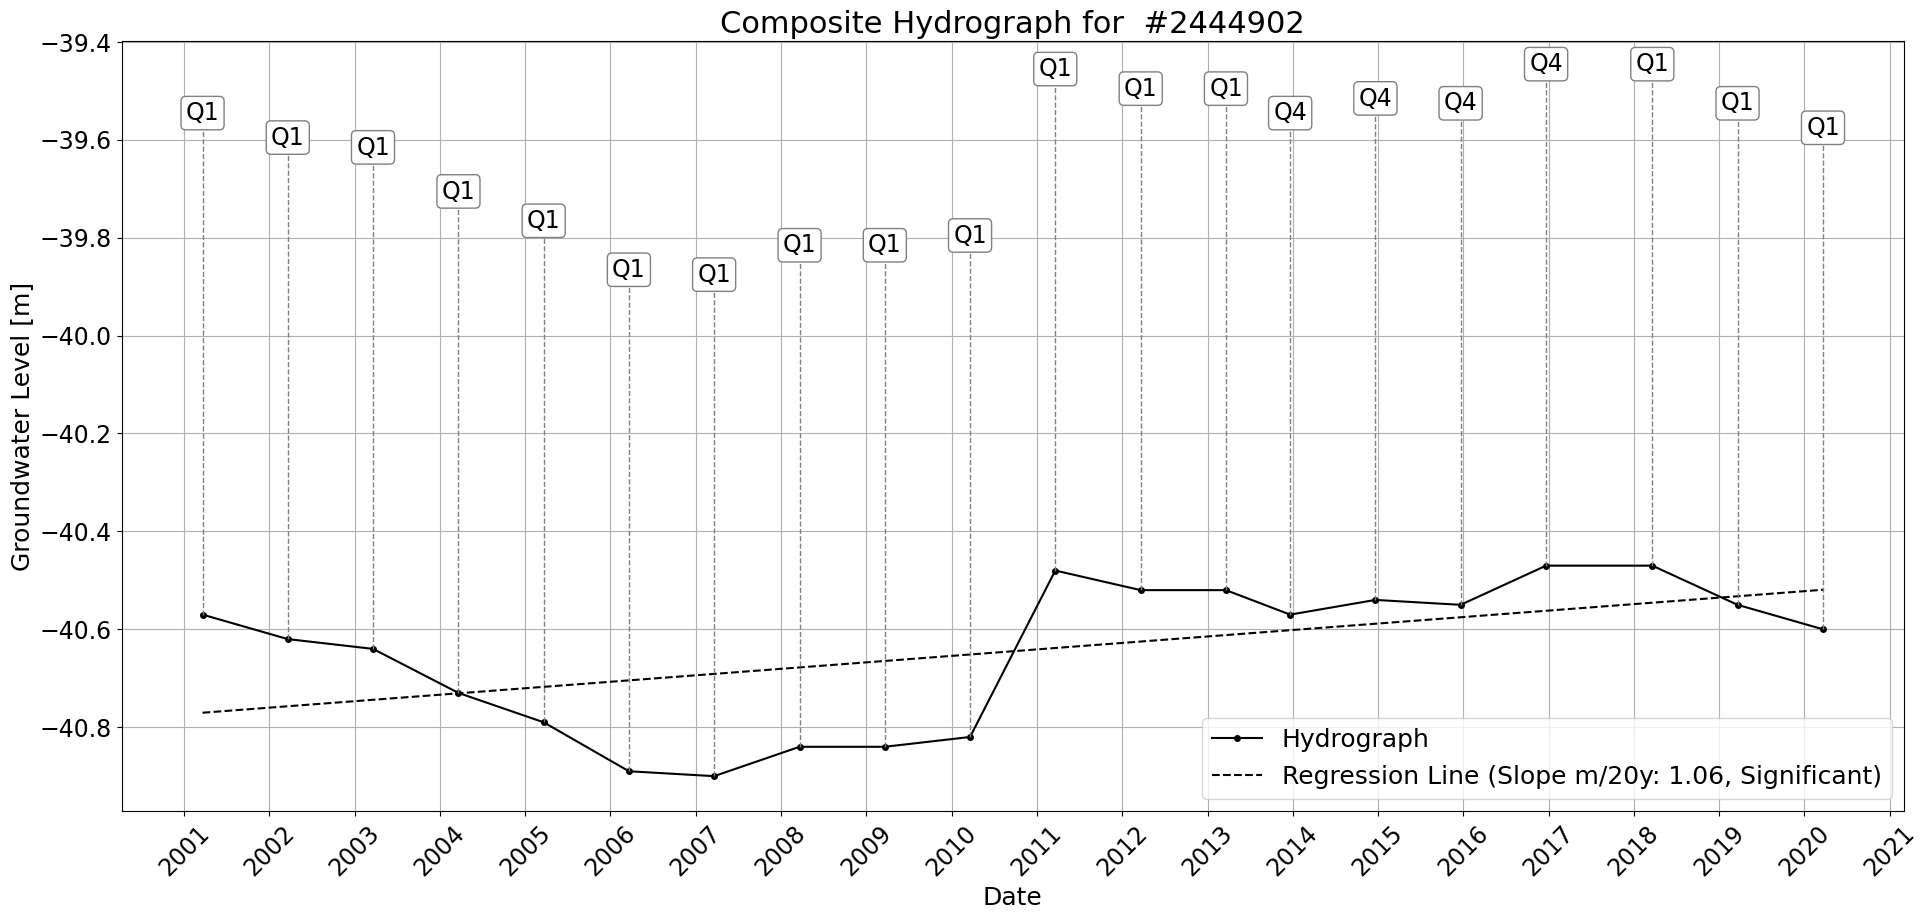 Composite Hydrograph for  #2444902
Groundwater Level [m]
−39.4
−39.6
−39.8
−40.0
−40.2
−40.4
−40.6
−40.8
Q1
Q1
Q1
Q1
Q1
Q1
Q1
Q1
Q1
Q1
Q1
Q1
Q1
Q4
Q4
Q4
Q4
Q1
Q1
Q1
Hydrograph
Regression Line (Slope m/20y: 1.06, Significant)
2001
2002
2003
2004
2005
2006
2007
2008
2009
2010
2011
2012
2013
2014
2015
2016
2017
2018
2019
2020
2021
Date